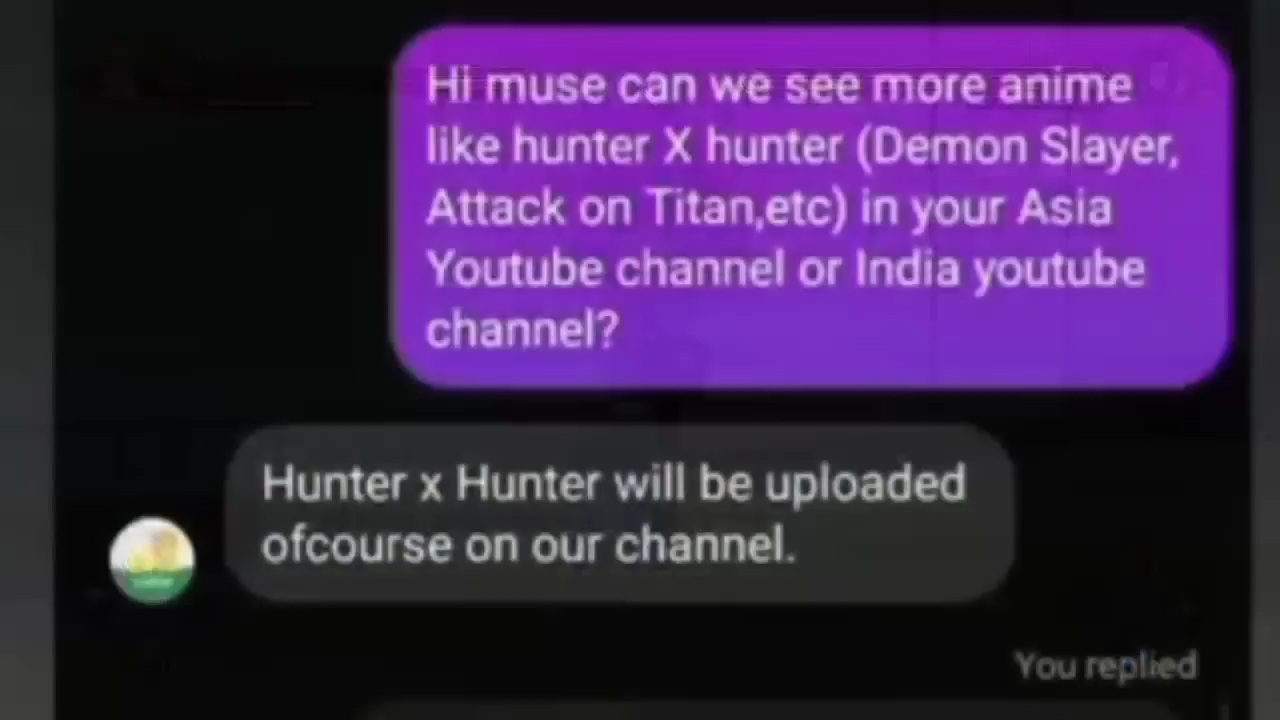 Hi muse can we see more anime
like hunter X hunter (Demon Slayer,
Attack on Titan,etc) in your Asia
Youtube channel or India youtube
channel?
Hunter x Hunter will be uploaded
ofcourse on our channel.
You replied